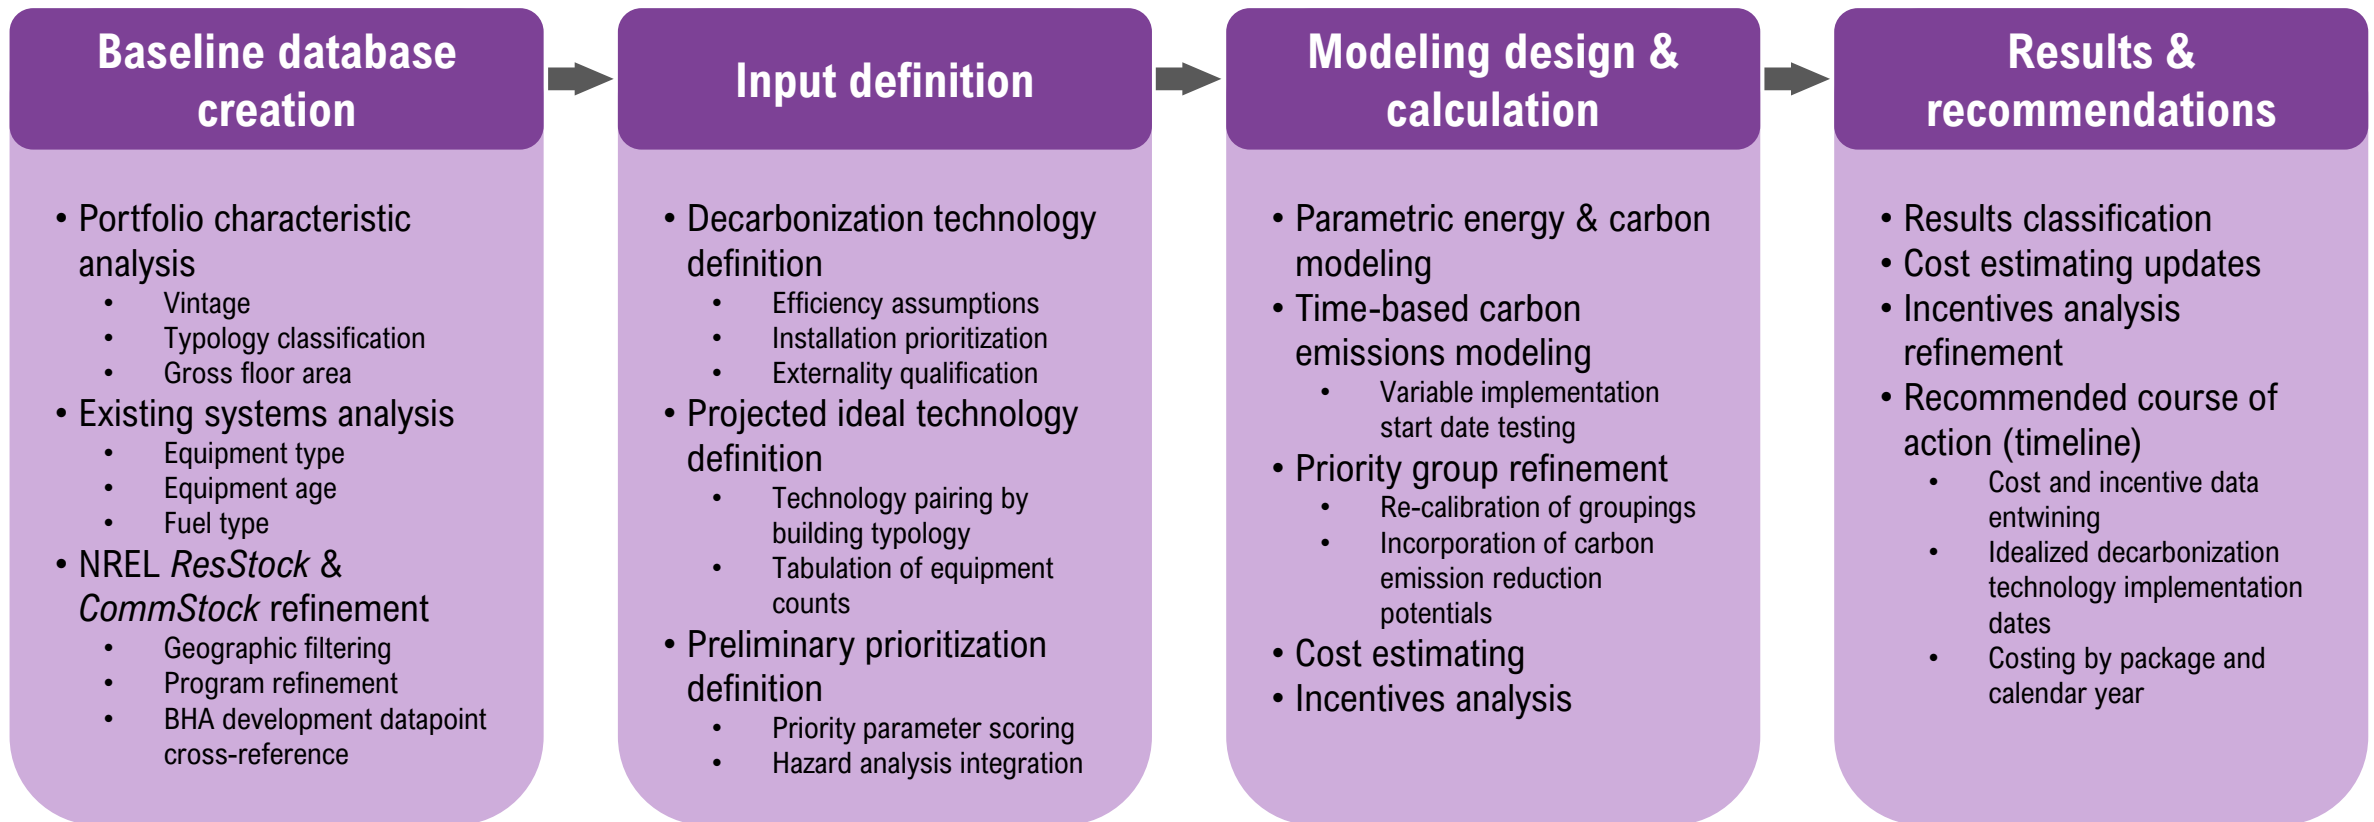 Baseline database
creation
• Portfolio characteristic
analysis
• Vintage
• Typology classification
• Gross floor area
• Existing systems analysis
• Equipment type
• Equipment age
• Fuel type
• NREL ResStock &
CommStock refinement
• Geographic filtering
• Program refinement
• BHA development datapoint
cross-reference
Input definition
• Decarbonization technology
definition
• Efficiency assumptions
• Installation prioritization
• Externality qualification
• Projected ideal technology
definition
• Technology pairing by
building typology
• Tabulation of equipment
counts
• Preliminary prioritization
definition
• Priority parameter scoring
• Hazard analysis integration
Modeling design &
calculation
• Parametric energy & carbon
modeling
• Time-based carbon
emissions modeling
• Variable implementation
start date testing
• Priority group refinement
• Re-calibration of groupings
• Incorporation of carbon
emission reduction
potentials
• Cost estimating
• Incentives analysis
Results &
recommendations
• Results classification
• Cost estimating updates
• Incentives analysis
refinement
• Recommended course of
action (timeline)
• Cost and incentive data
entwining
• Idealized decarbonization
technology implementation
dates
• Costing by package and
calendar year